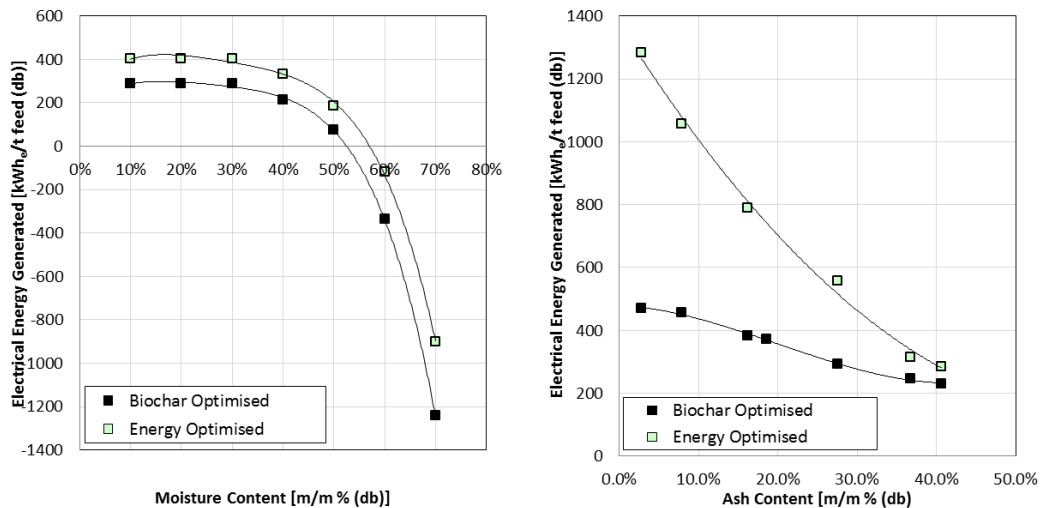 Electrical Energy Generated [kWhe/t feed (db)]
600
400
200
0
-200
-400
-600
-800
-1000
-1200
-1400
0% 10% 20% 30% 40% 50% 60% 70% 80%
Biochar Optimised
Energy Optimised
Moisture Content [m/m % (db)]
Electrical Energy Generated [kWhe/t feed (db)]
1400
1200
1000
800
600
400
200
0
Biochar Optimised
Energy Optimised
0.0% 10.0% 20.0% 30.0% 40.0% 50.0%
Ash Content [m/m % (db)